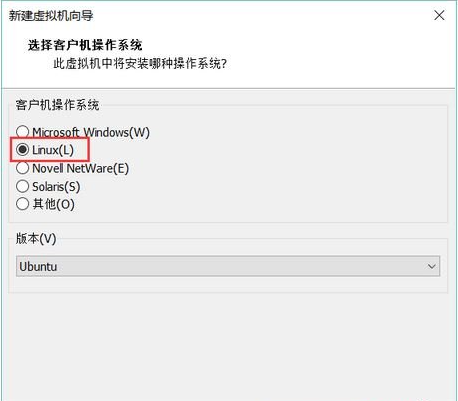 新建虚拟机向导
选择客户机操作系统
此虚拟机中将安装哪种操作系统?
客户机操作系统
Microsoft Windows(W)
Linux(L)
Novell NetWare(E)
Solaris(S)
其他(O)
版本(V)
Ubuntu